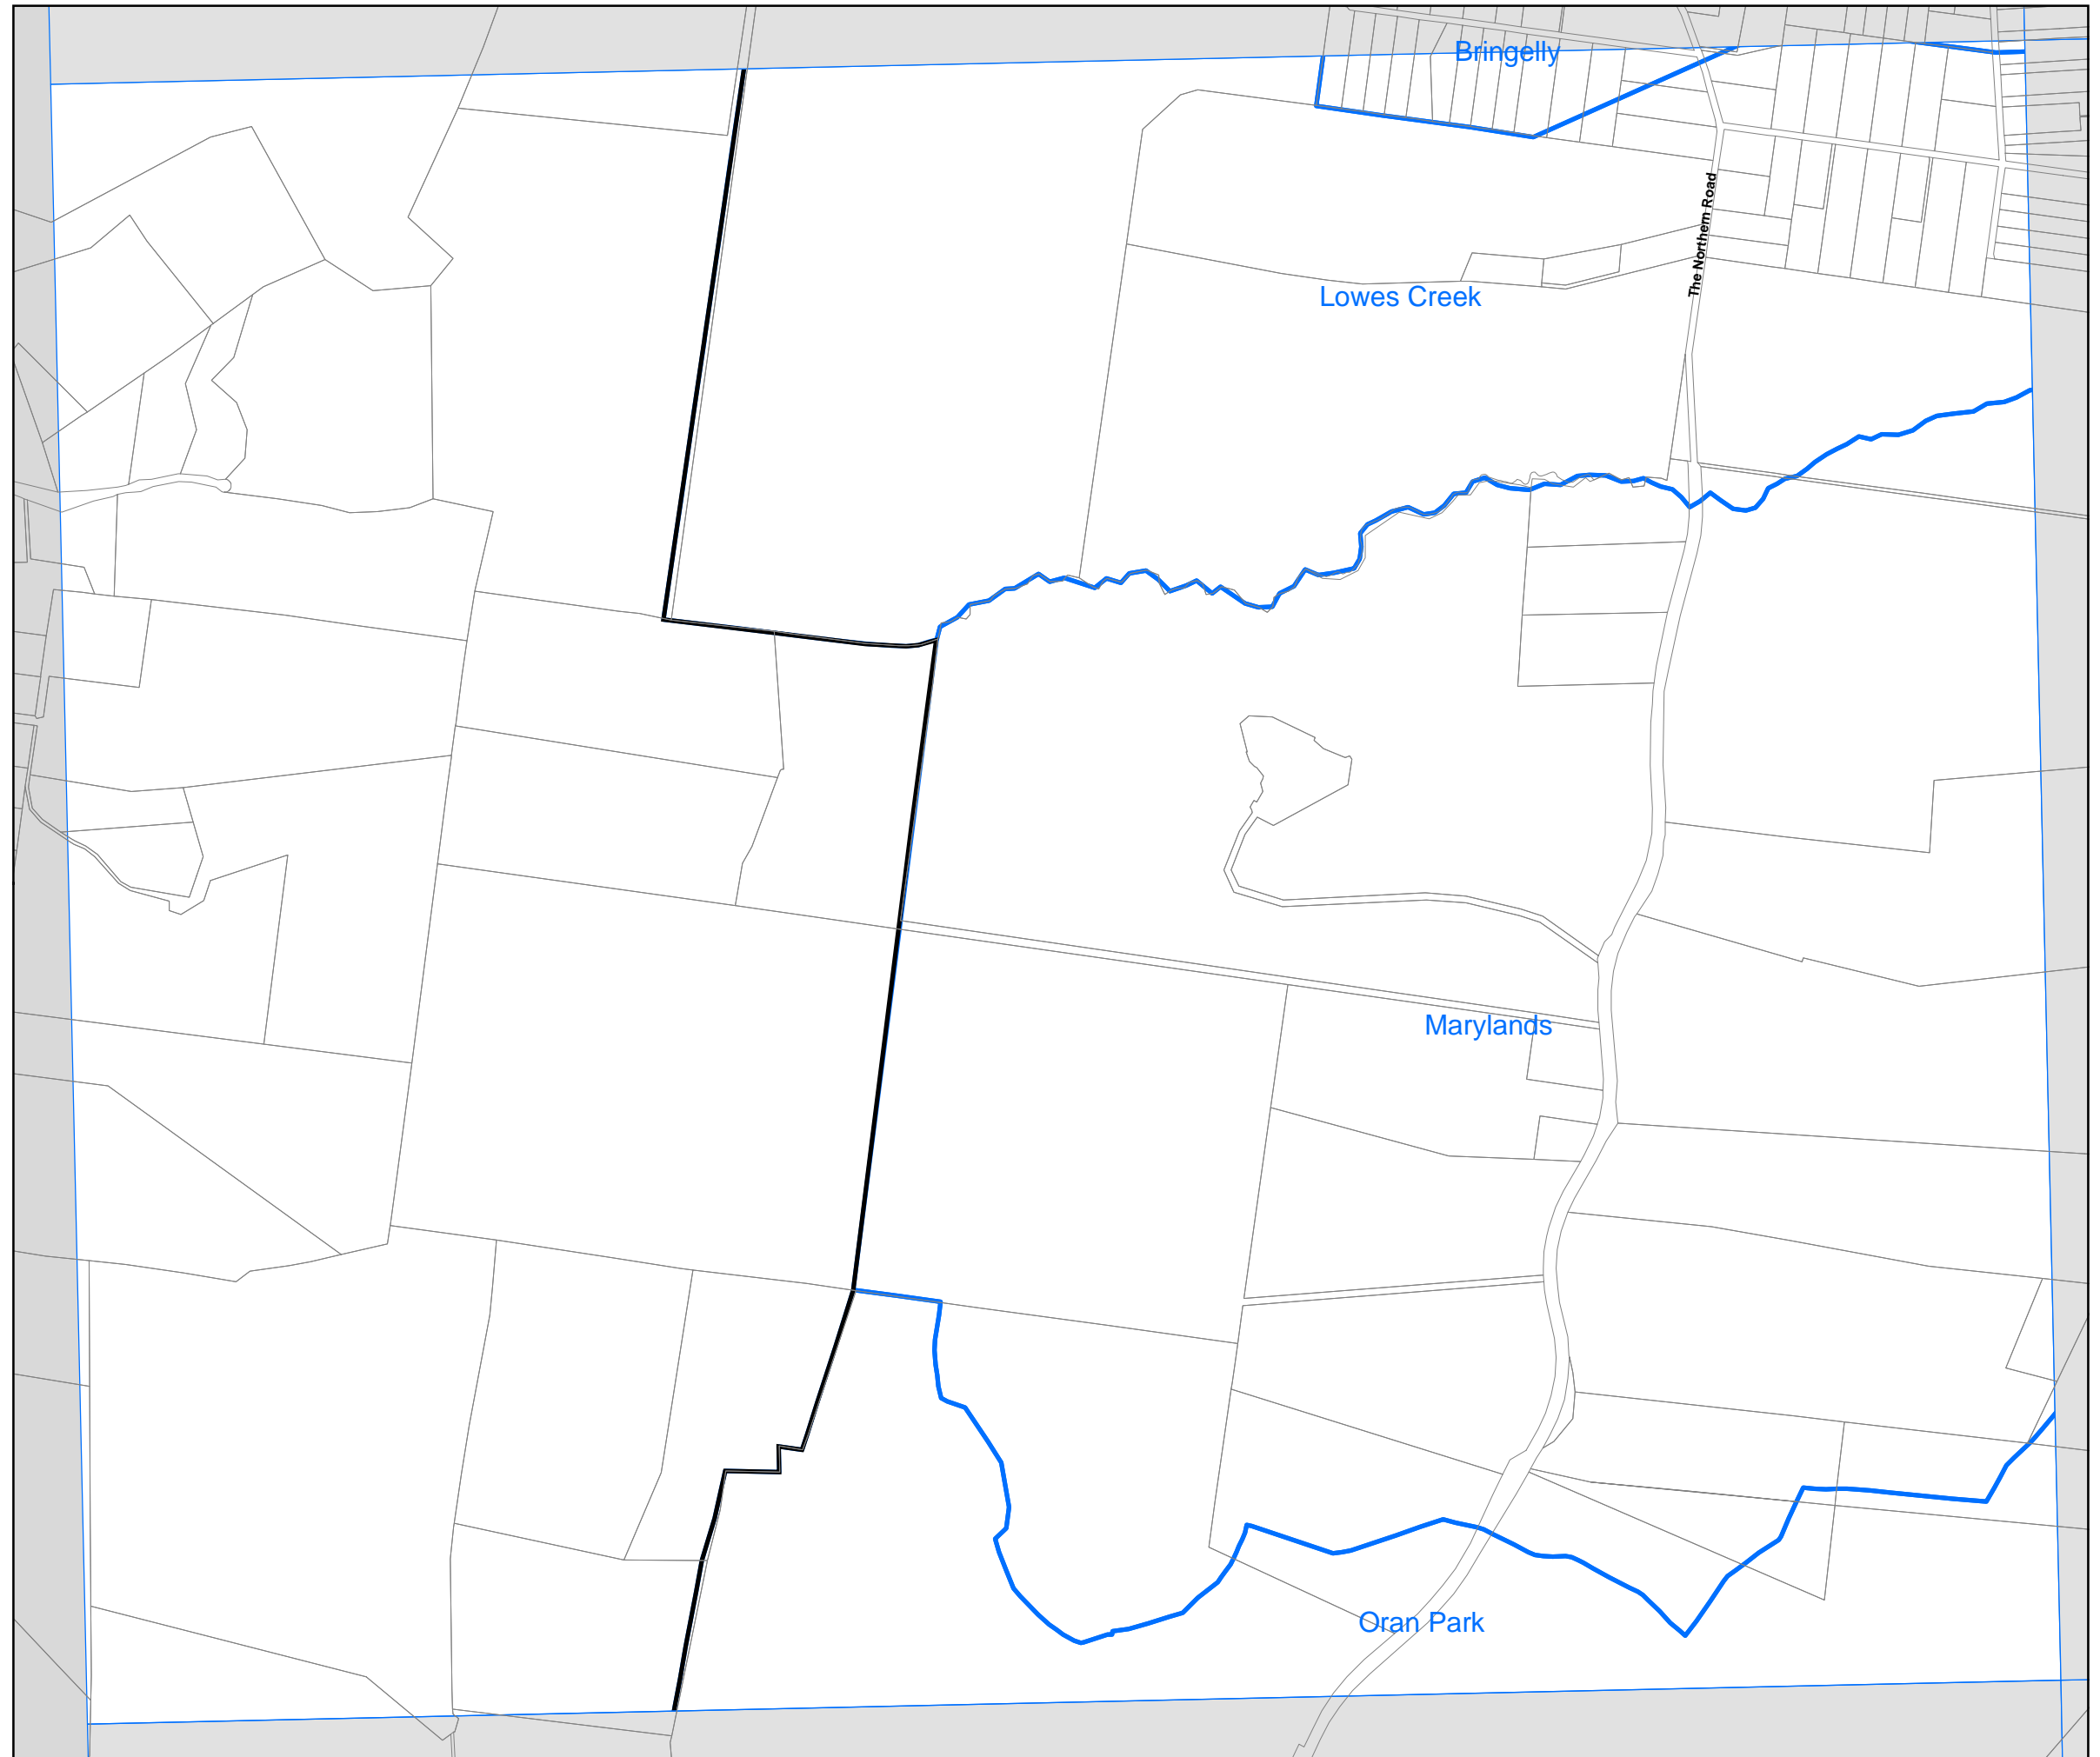 Bringelly
The Northern Road
Lowes Creek
Marylands
Oran Park